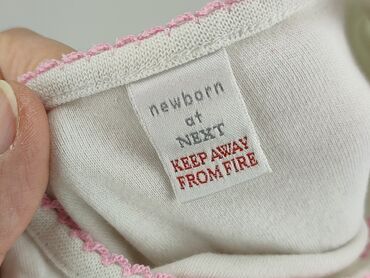 newborn
at
NEXT
KEEP AWAY
FROM FIRE